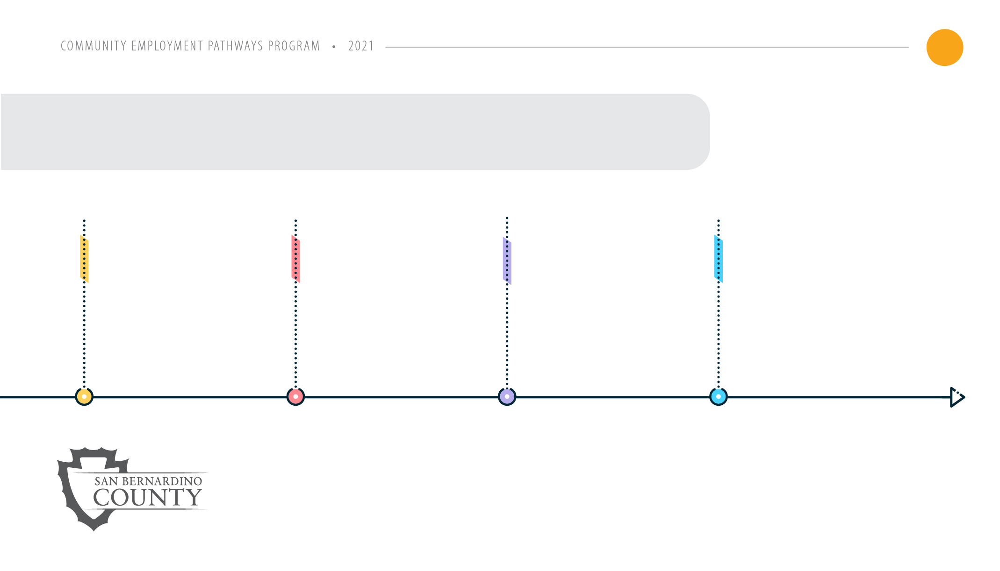 COMMUNITY EMPLOYMENT PATHWAYS PROGRAM • 2021
SAN BERNARDINO
COUNTY